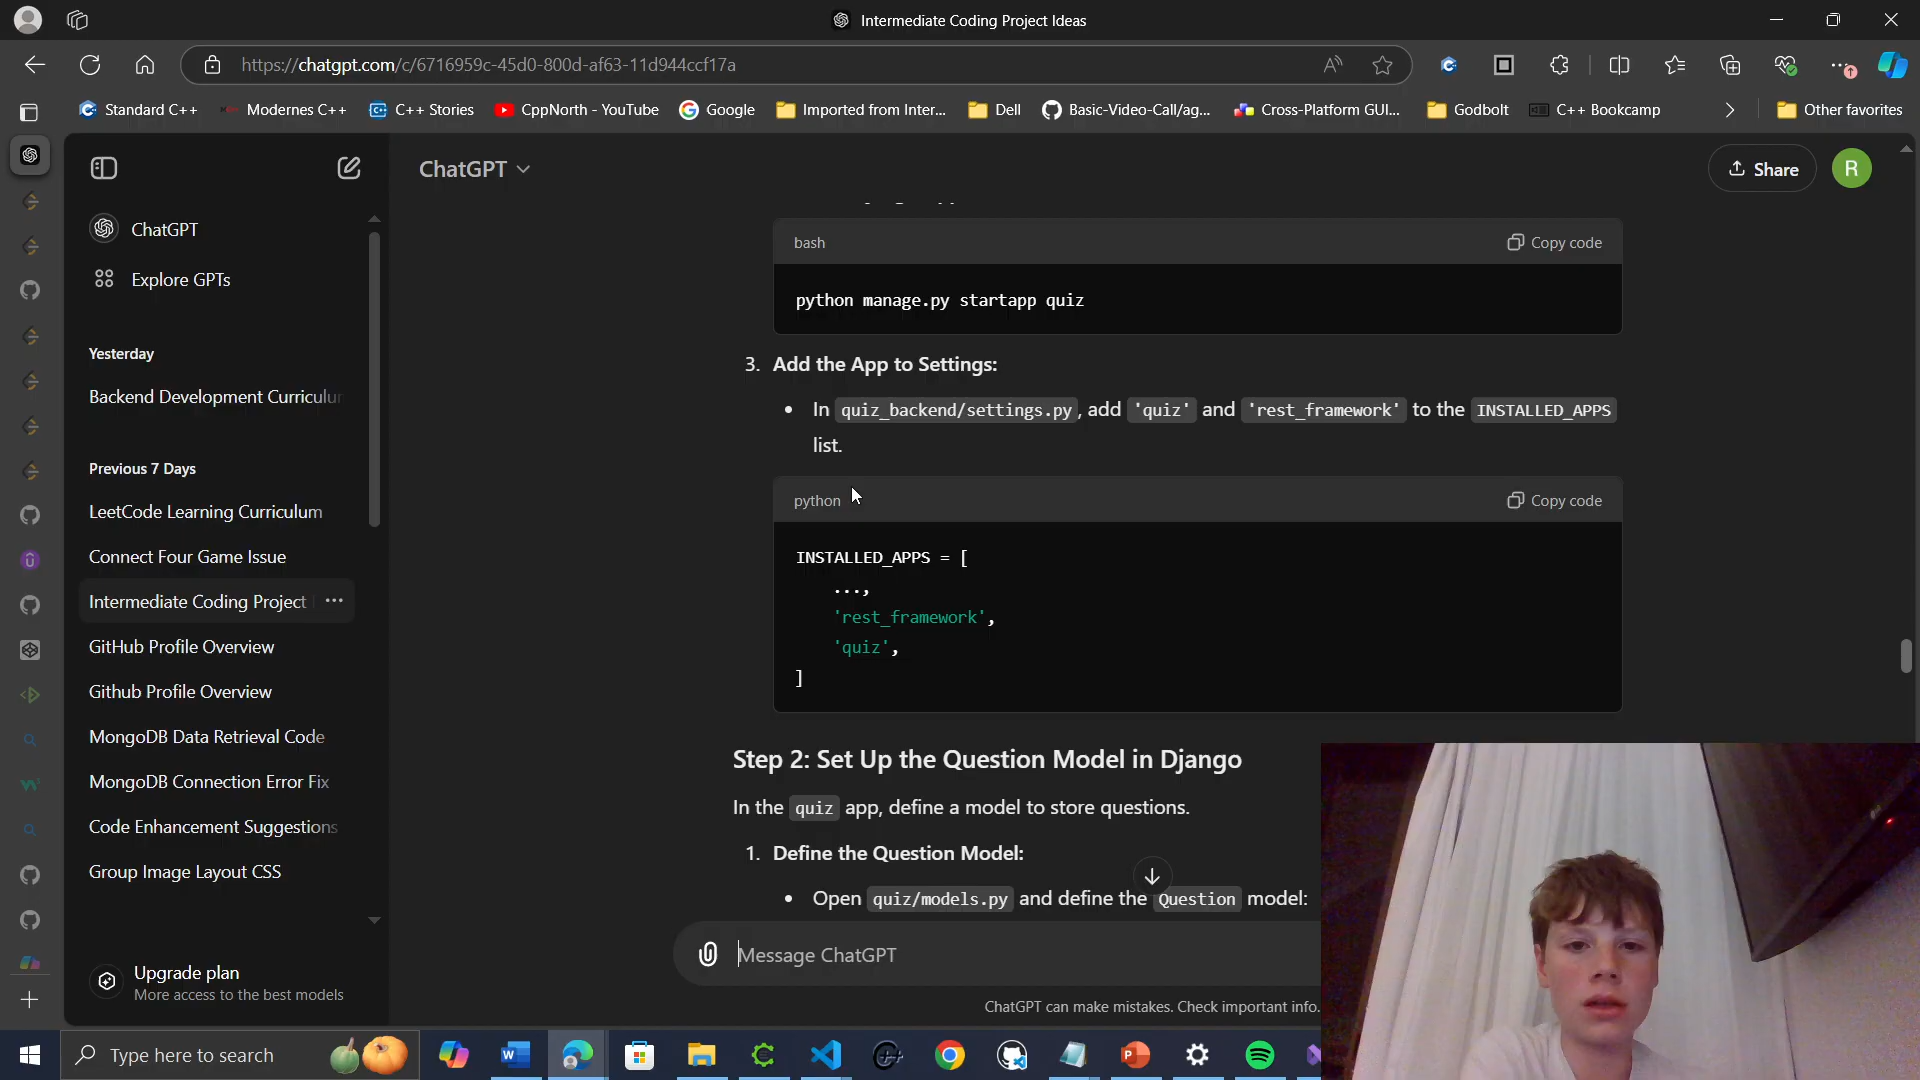 Intermediate Coding Project Ideas
https://chatgpt.com/c/6716959c-45d0-800d-af63-11d944ccf17a
Standard C++
Modernes C++
C++ Stories
CppNorth - YouTube
Google
Imported from Inter...
Dell
Basic-Video-Call/ag...
Cross-Platform GUI...
Godbolt
C++ Bookcamp
Other favorites
ChatGPT
Share
R
ChatGPT
Explore GPTs
Yesterday
Backend Development Curriculum
Previous 7 Days
LeetCode Learning Curriculum
Connect Four Game Issue
Intermediate Coding Project
GitHub Profile Overview
Github Profile Overview
MongoDB Data Retrieval Code
MongoDB Connection Error Fix
Code Enhancement Suggestions
Group Image Layout CSS
Upgrade plan
More access to the best models
bash
Copy code
python manage.py startapp quiz
3. Add the App to Settings:
• In quiz_backend/settings.py, add 'quiz' and 'rest_framework' to the INSTALLED_APPS
list.
python
Copy code
INSTALLED_APPS = [
...,
'rest_framework',
'quiz',
]
Step 2: Set Up the Question Model in Django
In the quiz app, define a model to store questions.
1. Define the Question Model:
• Open quiz/models.py and define the Question model:
Message ChatGPT
ChatGPT can make mistakes. Check important info.
Type here to search